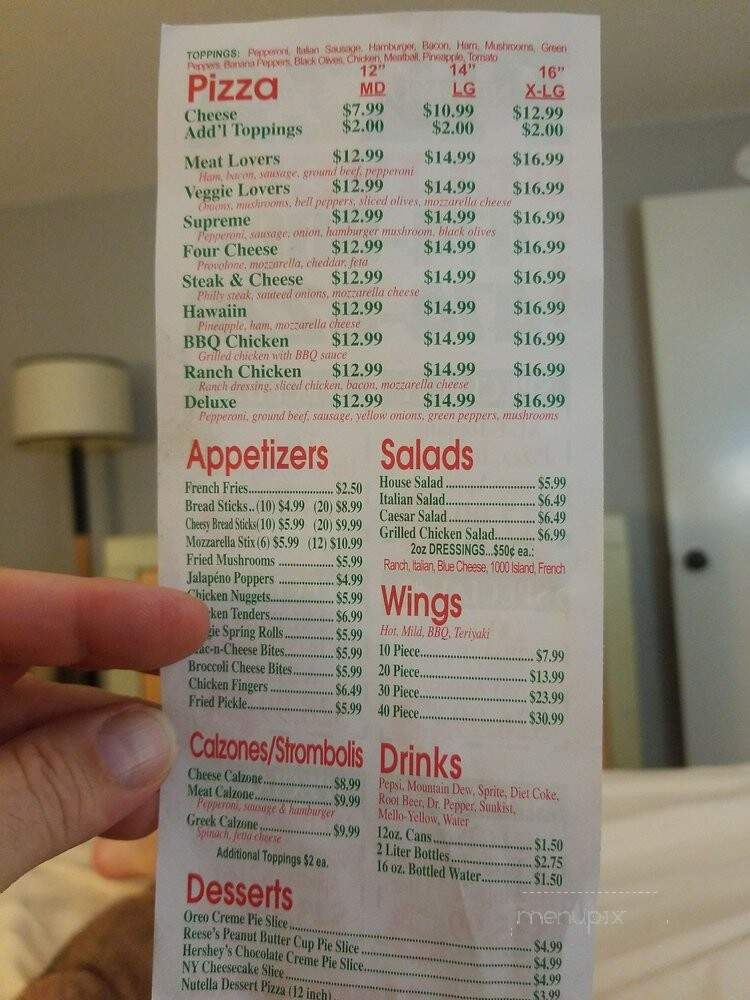 TOPPINGS: Pepperoni, Italian Sausage, Hamburger, Bacon, Ham, Mushrooms, Green
Peppers, Banana Peppers, Black Olives, Chicken, Meatball, Pineapple, Tomato
Pizza 12" MD 14" LG 16" X-LG
Cheese $7.99 $10.99 $12.99
Add'l Toppings $2.00 $2.00 $2.00
Meat Lovers $12.99 $14.99 $16.99
Ham, bacon, sausage, ground beef, pepperoni
Veggie Lovers $12.99 $14.99 $16.99
Onions, mushrooms, bell peppers, sliced olives, mozzarella cheese
Supreme $12.99 $14.99 $16.99
Pepperoni, sausage, onion, hamburger mushroom, black olives
Four Cheese $12.99 $14.99 $16.99
Provolone, mozzarella, cheddar, feta
Steak & Cheese $12.99 $14.99 $16.99
Philly steak, sauteed onions, mozzarella cheese
Hawaiin $12.99 $14.99 $16.99
Pineapple, ham, mozzarella cheese
BBQ Chicken $12.99 $14.99 $16.99
Grilled chicken with BBQ sauce
Ranch Chicken $12.99 $14.99 $16.99
Ranch dressing, sliced chicken, bacon, mozzarella cheese
Deluxe $12.99 $14.99 $16.99
Pepperoni, ground beef, sausage, yellow onions, green peppers, mushrooms
Appetizers
French Fries.................... $2.50
Bread Sticks..(10) $4.99 (20) $8.99
Cheesy Bread Sticks(10) $5.99 (20) $9.99
Mozzarella Stix (6) $5.99 (12) $10.99
Fried Mushrooms ............. $5.99
Jalapéno Poppers .............. $4.99
Chicken Nuggets............... $5.99
ken Tenders............... $6.99
gie Spring Rolls............ $5.99
ac-n-Cheese Bites............ $5.99
Broccoli Cheese Bites.......... $5.99
Chicken Fingers ................ $6.49
Fried Pickle..................... $5.99
Salads
House Salad ...................... $5.99
Italian Salad...................... $6.49
Caesar Salad ..................... $6.49
Grilled Chicken Salad.......... $6.99
2oz DRESSINGS...$50¢ ea.:
Ranch, Italian, Blue Cheese, 1000 Island, French
Wings
Hot, Mild, BBQ, Teriyaki
10 Piece........................... $7.99
20 Piece.......................... $13.99
30 Piece.......................... $23.99
40 Piece.......................... $30.99
Calzones/Strombolis
Cheese Calzone................. $8.99
Meat Calzone................... $9.99
Pepperoni, sausage & hamburger
Greek Calzone .................. $9.99
Spinach, fetta cheese
Additional Toppings $2 ea.
Drinks
Pepsi, Mountain Dew, Sprite, Diet Coke,
Root Beer, Dr. Pepper, Sunkist,
Mello-Yellow, Water
12oz. Cans........................ $1.50
2 Liter Bottles ................... $2.75
16 oz. Bottled Water............ $1.50
Desserts
Oreo Creme Pie Slice............................ $4.99
Reese's Peanut Butter Cup Pie Slice ............... $4.99
Hershey's Chocolate Creme Pie Slice.............. $4.99
NY Cheesecake Slice ............................ $3.99
Nutella Dessert Pizza (12 inch)
menupix